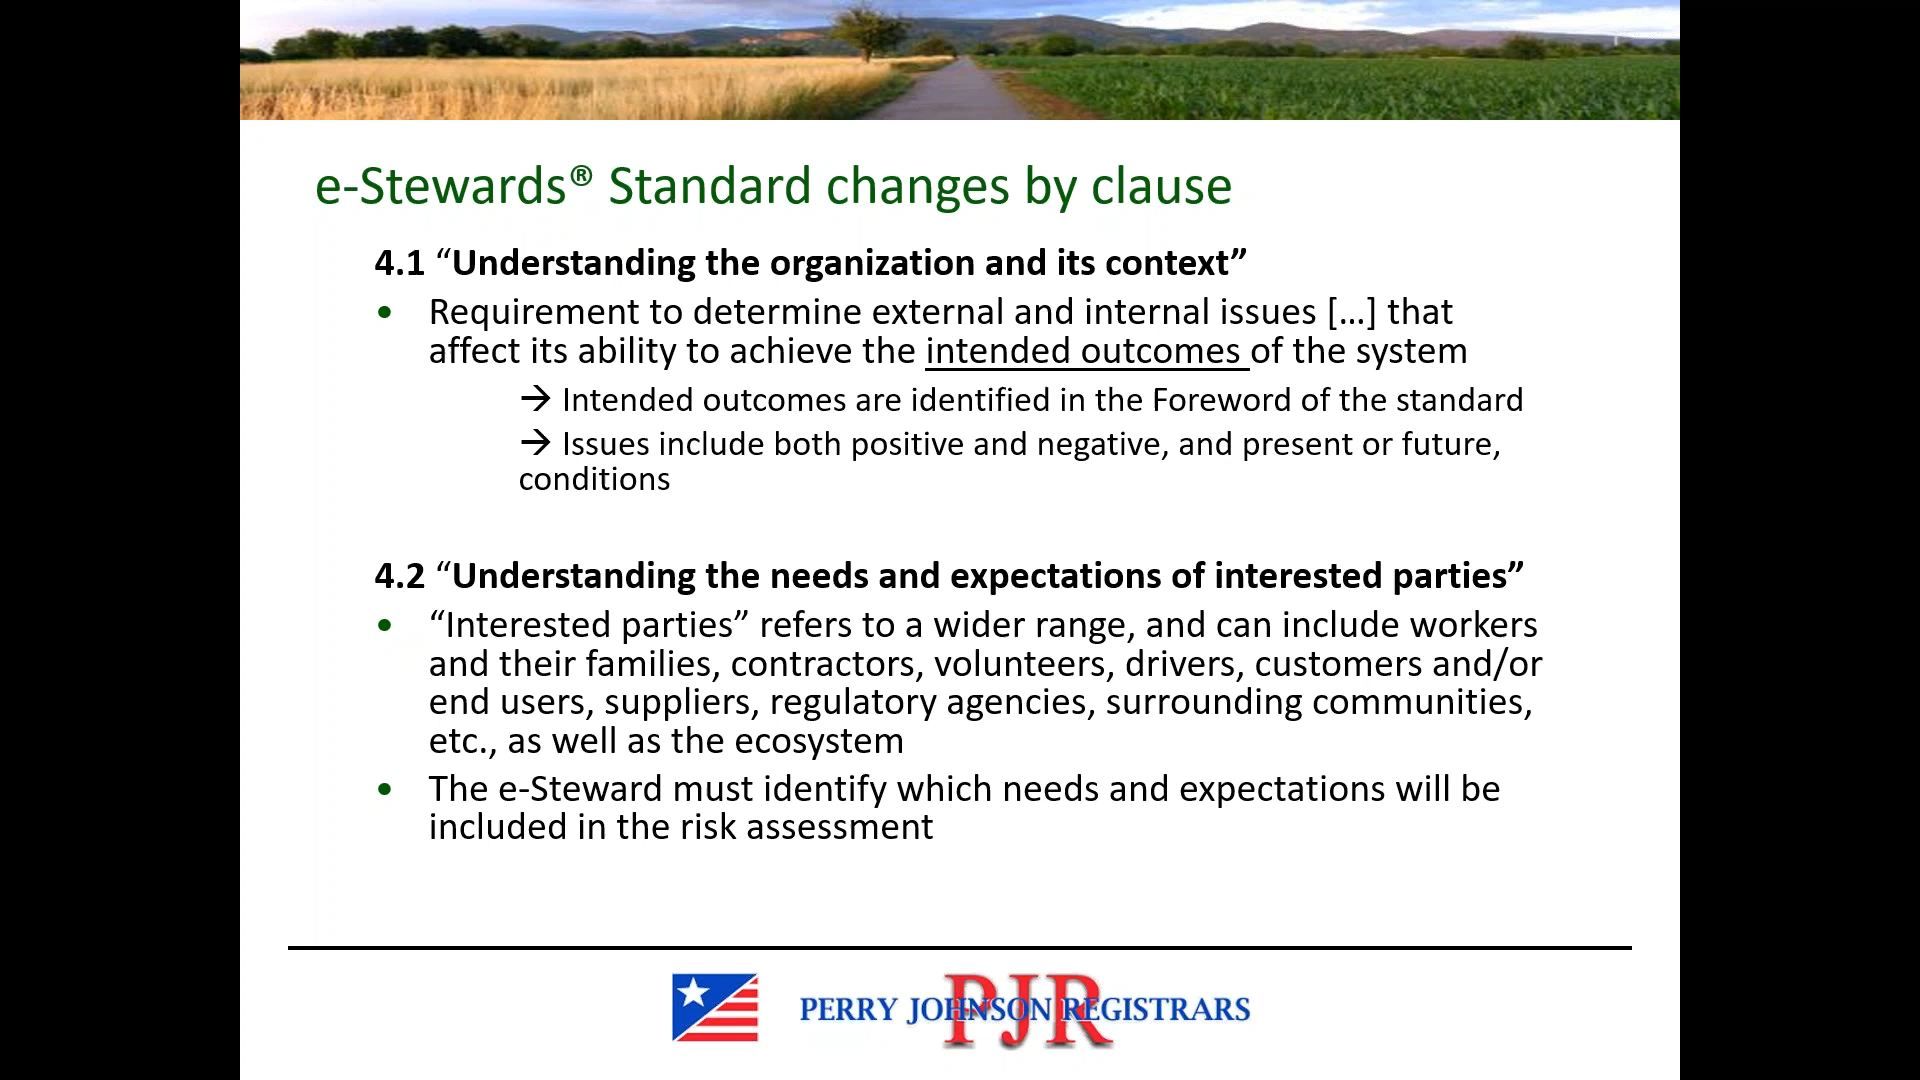 e-Stewards® Standard changes by clause
4.1 “Understanding the organization and its context”
• Requirement to determine external and internal issues […] that
affect its ability to achieve the intended outcomes of the system
→ Intended outcomes are identified in the Foreword of the standard
→ Issues include both positive and negative, and present or future,
conditions
4.2 “Understanding the needs and expectations of interested parties”
• “Interested parties” refers to a wider range, and can include workers
and their families, contractors, volunteers, drivers, customers and/or
end users, suppliers, regulatory agencies, surrounding communities,
etc., as well as the ecosystem
• The e-Steward must identify which needs and expectations will be
included in the risk assessment
PJR
PERRY JOHNSON REGISTRARS